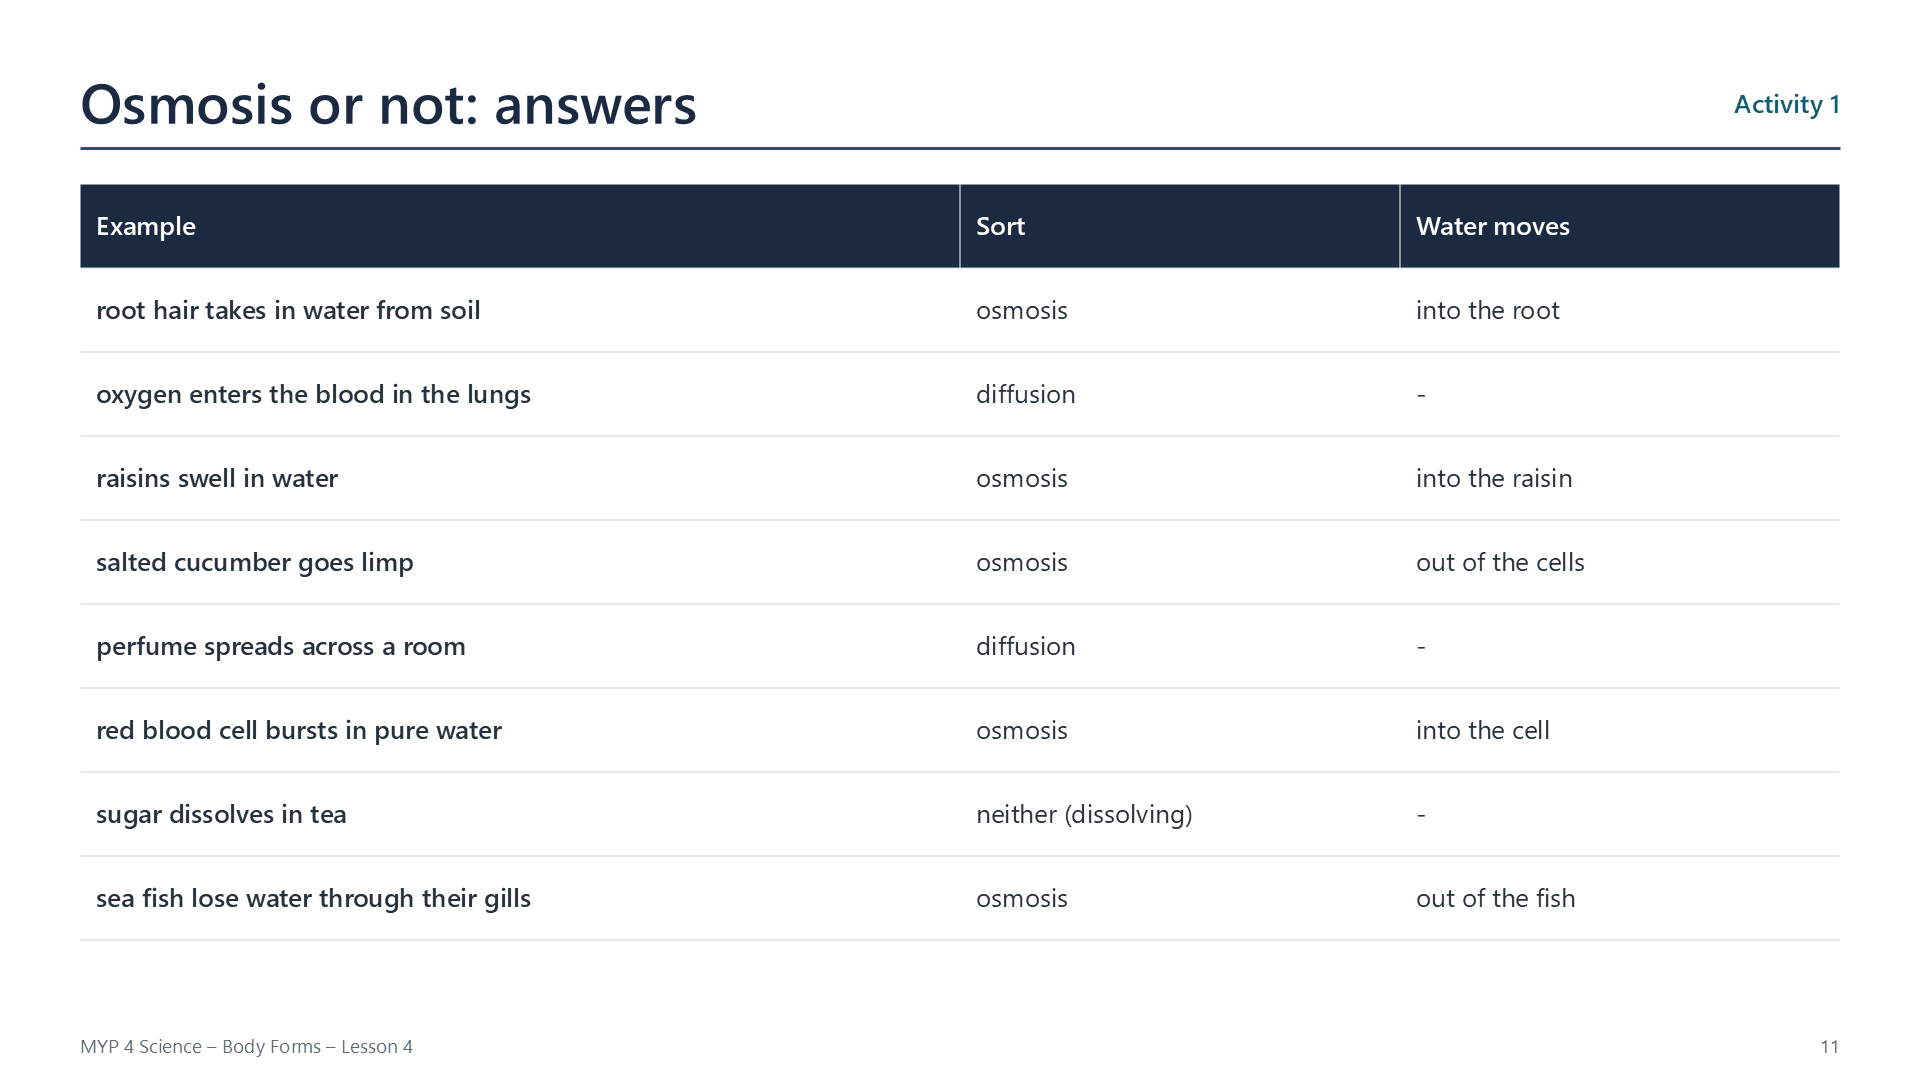 Osmosis or not: answers
Activity 1
Example Sort Water moves
root hair takes in water from soil osmosis into the root
oxygen enters the blood in the lungs diffusion -
raisins swell in water osmosis into the raisin
salted cucumber goes limp osmosis out of the cells
perfume spreads across a room diffusion -
red blood cell bursts in pure water osmosis into the cell
sugar dissolves in tea neither (dissolving) -
sea fish lose water through their gills osmosis out of the fish
MYP 4 Science – Body Forms – Lesson 4
11